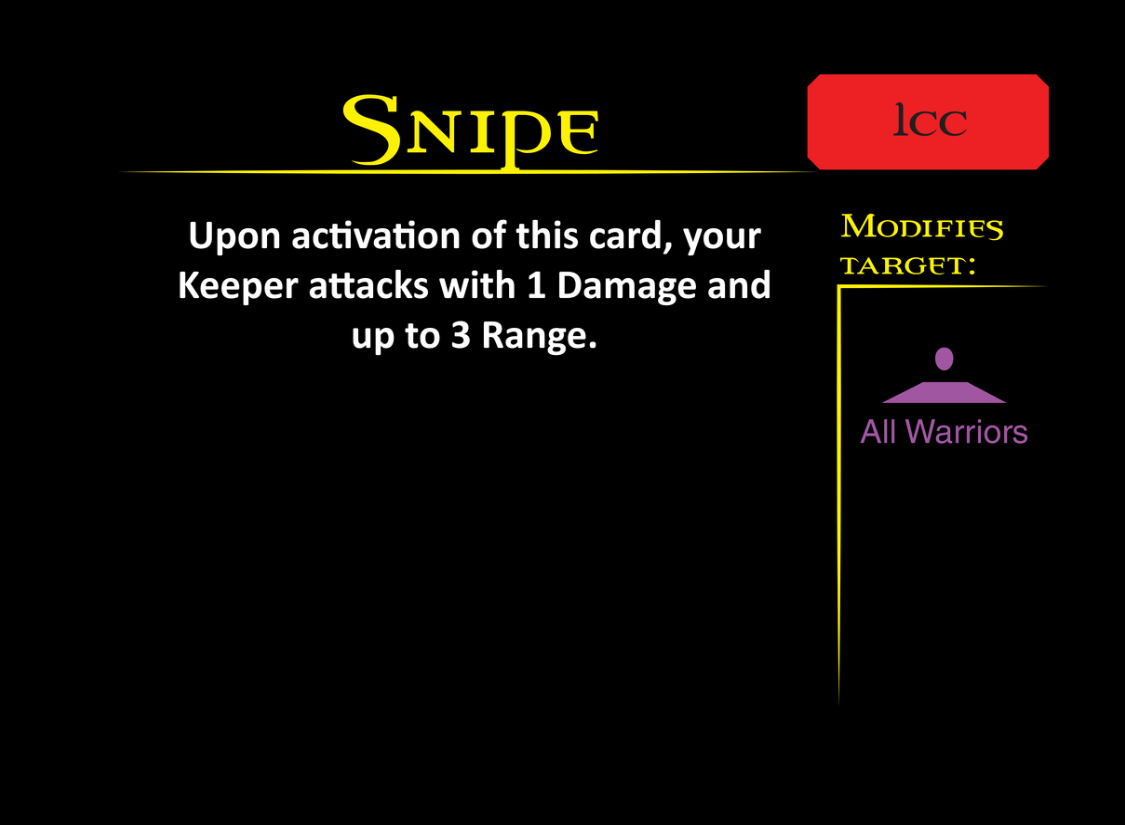 Snipe
1cc
Upon activation of this card, your
Keeper attacks with 1 Damage and
up to 3 Range.
Modifies
target:
All Warriors